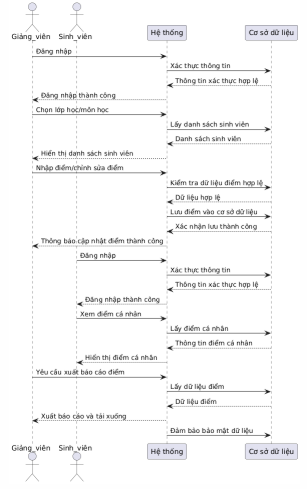 Giảng_viên Sinh_viên Hệ thống Cơ sở dữ liệu
Đăng nhập
Xác thực thông tin
Thông tin xác thực hợp lệ
Đăng nhập thành công
Chọn lớp học/môn học
Lấy danh sách sinh viên
Danh sách sinh viên
Hiển thị danh sách sinh viên
Nhập điểm/chỉnh sửa điểm
Kiểm tra dữ liệu điểm hợp lệ
Dữ liệu hợp lệ
Lưu điểm vào cơ sở dữ liệu
Xác nhận lưu thành công
Thông báo cập nhật điểm thành công
Đăng nhập
Xác thực thông tin
Thông tin xác thực hợp lệ
Đăng nhập thành công
Xem điểm cá nhân
Lấy điểm cá nhân
Thông tin điểm cá nhân
Hiển thị điểm cá nhân
Yêu cầu xuất báo cáo điểm
Lấy dữ liệu điểm
Dữ liệu điểm
Xuất báo cáo và tải xuống
Đảm bảo bảo mật dữ liệu
Giảng_viên Sinh_viên Hệ thống Cơ sở dữ liệu